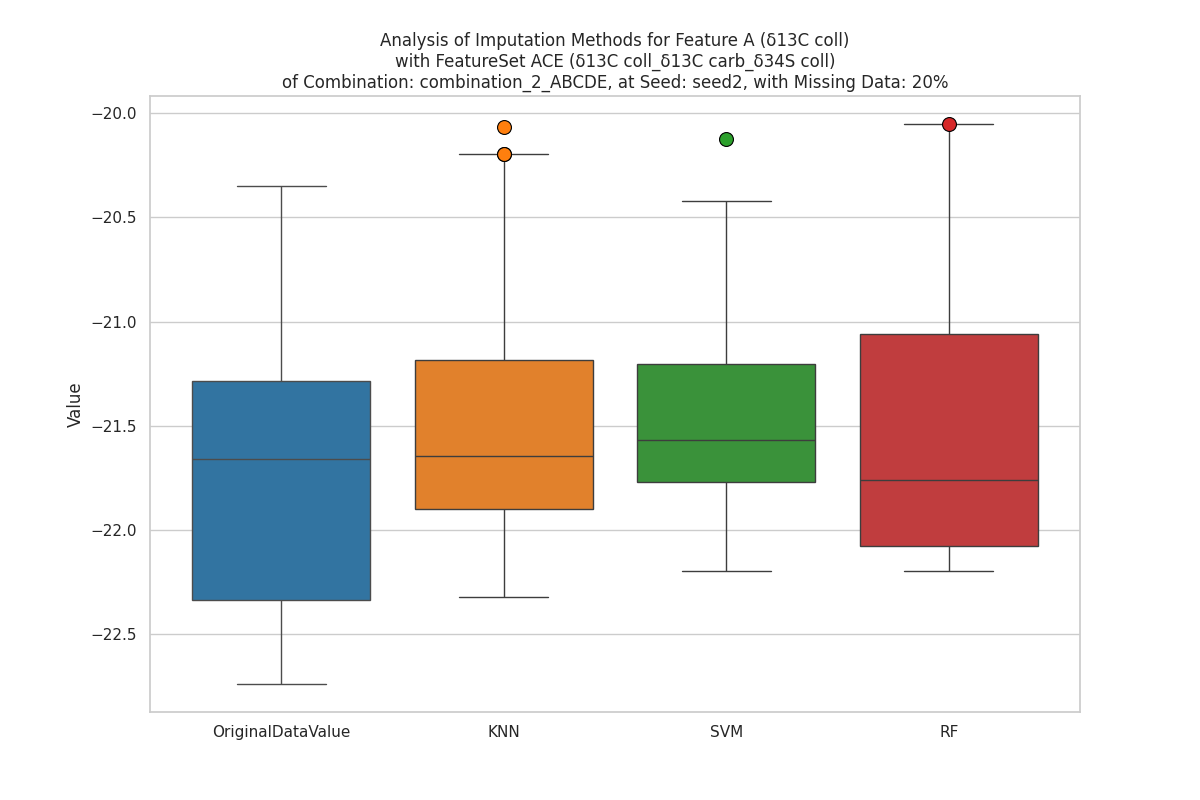 Analysis of Imputation Methods for Feature A (δ13C coll)
with FeatureSet ACE (δ13C coll_δ13C carb_δ34S coll)
of Combination: combination_2_ABCDE, at Seed: seed2, with Missing Data: 20%
−20.0
−20.5
−21.0
−21.5
−22.0
−22.5
Value
OriginalDataValue
KNN
SVM
RF